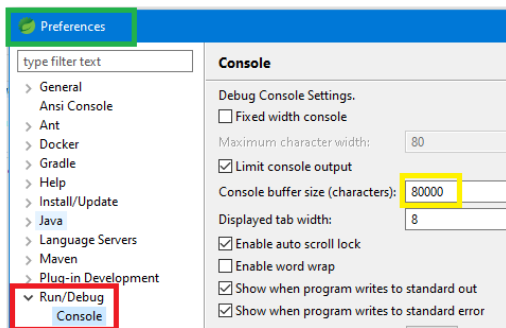 Preferences
type filter text
General
Ansi Console
Ant
Docker
Gradle
Help
Install/Update
Java
Language Servers
Maven
Plug-in Development
Run/Debug
Console
Console
Debug Console Settings.
Fixed width console
Maximum character width: 80
Limit console output
Console buffer size (characters): 80000
Displayed tab width: 8
Enable auto scroll lock
Enable word wrap
Show when program writes to standard out
Show when program writes to standard error